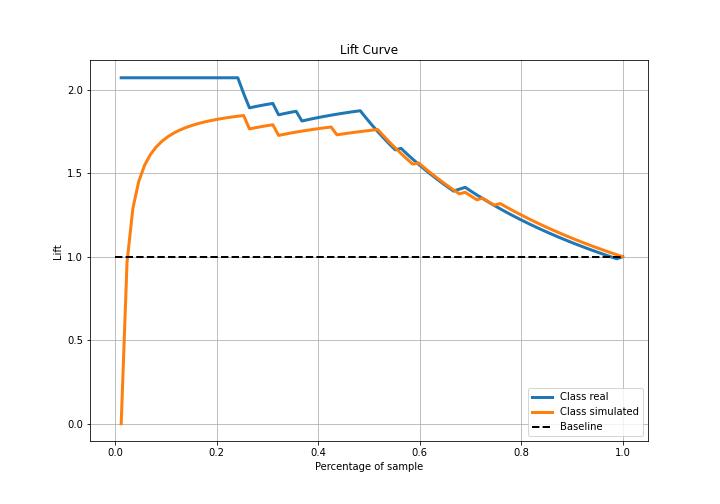 Lift Curve
Lift
2.0
1.5
1.0
0.5
0.0
0.0 0.2 0.4 0.6 0.8 1.0
Percentage of sample
Class real
Class simulated
Baseline